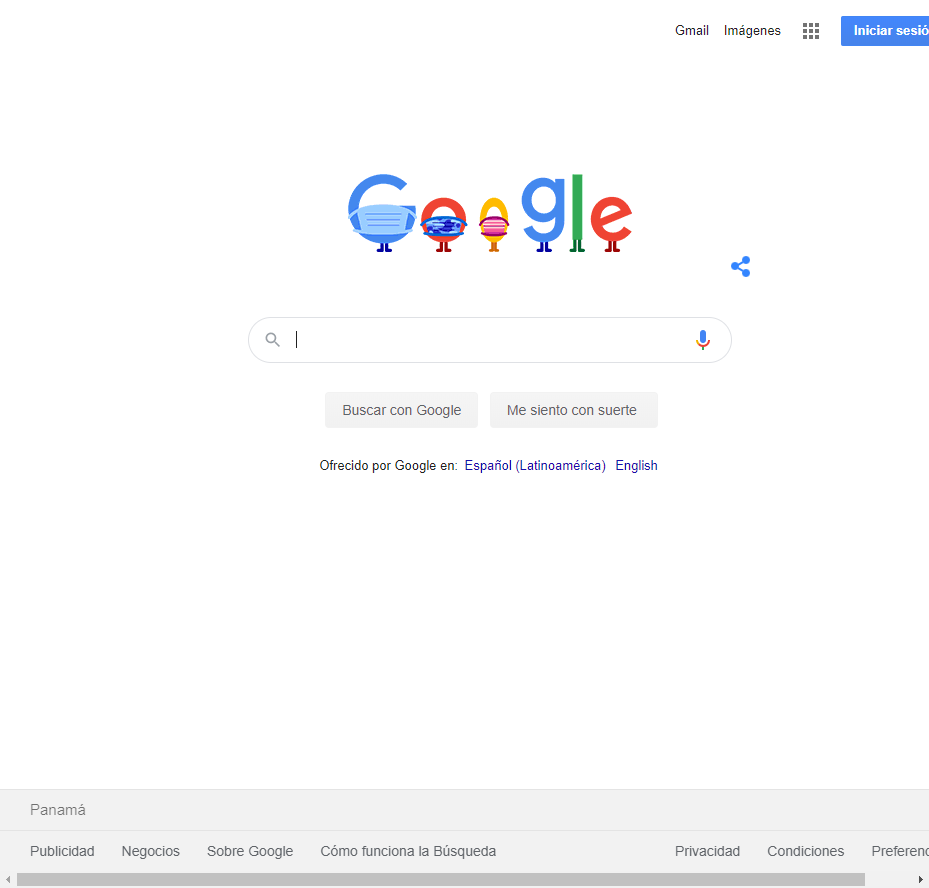 Gmail Imágenes Iniciar sesió
Google
Buscar con Google Me siento con suerte
Ofrecido por Google en: Español (Latinoamérica) English
Panamá
Publicidad Negocios Sobre Google Cómo funciona la Búsqueda Privacidad Condiciones Preferenc